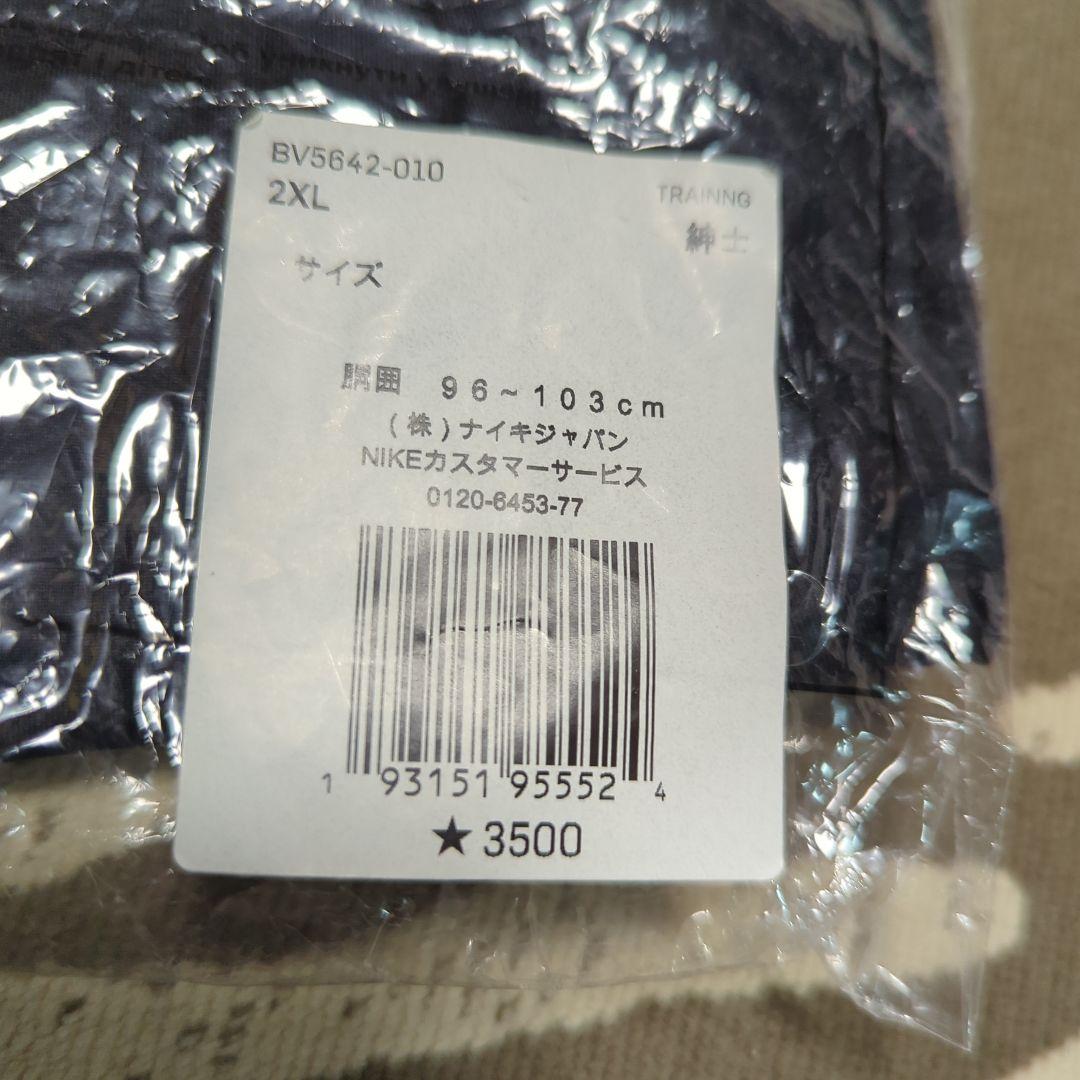 уникнути
і діте
BV5642-010
2XL
TRAINNG
紳士
サイズ
胴囲 96~103cm
(株)ナイキジャパン
NIKEカスタマーサービス
0120-6453-77
1 93151 95552 4
★3500